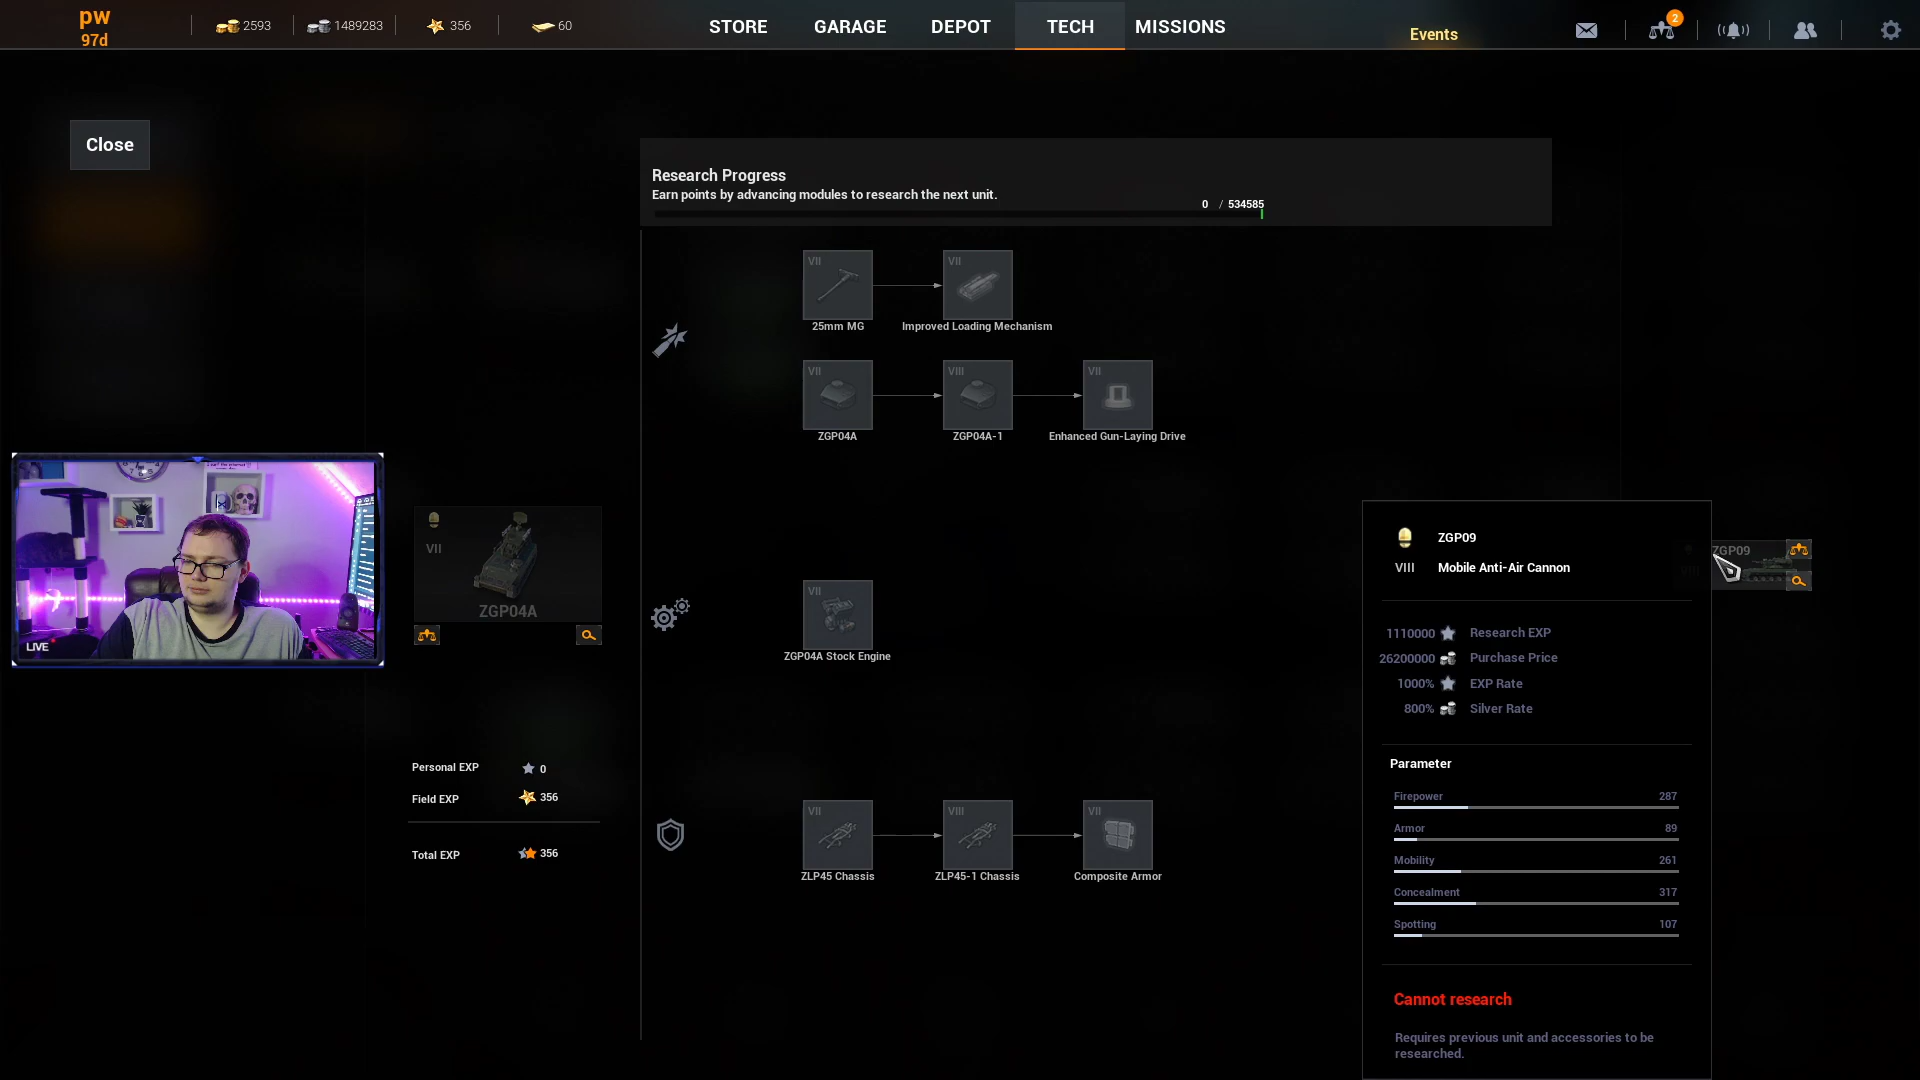 pw
97d
2593
1489283
356
60
STORE
GARAGE
DEPOT
TECH
MISSIONS
Events
2
Close
Research Progress
Earn points by advancing modules to research the next unit.
0 / 534585
VII
VII
25mm MG
Improved Loading Mechanism
VII
VIII
VII
ZGP04A
ZGP04A-1
Enhanced Gun-Laying Drive
LIVE
VII
ZGP04A
VII
ZGP04A Stock Engine
Personal EXP 0
Field EXP 356
Total EXP 356
VII
VIII
VII
ZLP45 Chassis
ZLP45-1 Chassis
Composite Armor
ZGP09
VIII Mobile Anti-Air Cannon
1110000 Research EXP
26200000 Purchase Price
1000% EXP Rate
800% Silver Rate
Parameter
Firepower 287
Armor 89
Mobility 261
Concealment 317
Spotting 107
Cannot research
Requires previous unit and accessories to be
researched.
ZGP09